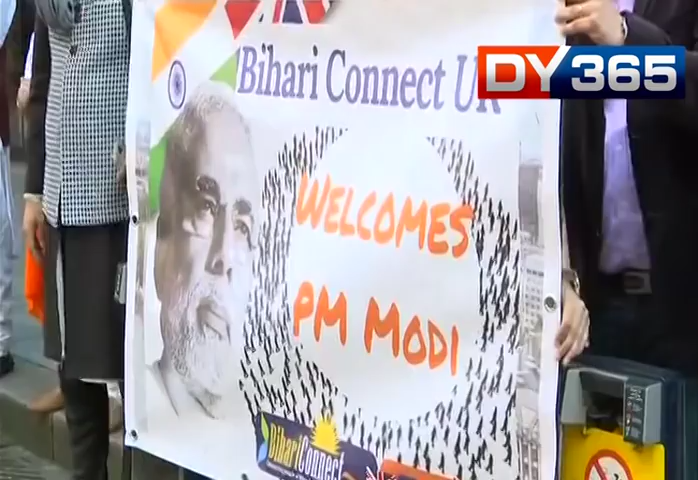 DY365
Bihari Connect UK
WELCOMES
PM MODI
BihariConnect